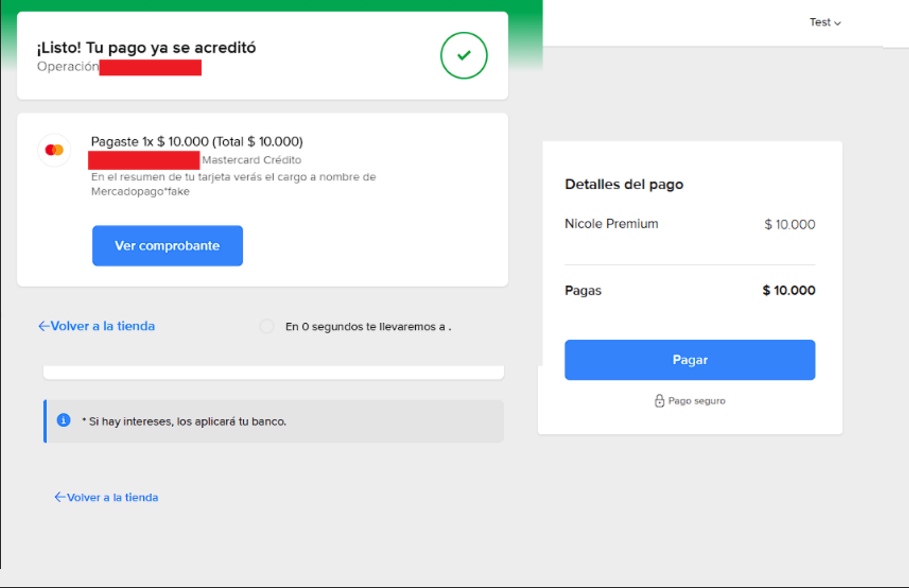 ¡Listo! Tu pago ya se acreditó
Operación
Pagaste 1x $ 10.000 (Total $ 10.000)
Mastercard Crédito
En el resumen de tu tarjeta verás el cargo a nombre de
Mercadopago*fake
Ver comprobante
Volver a la tienda
En 0 segundos te llevaremos a .
* Si hay intereses, los aplicará tu banco.
Volver a la tienda
Test
Detalles del pago
Nicole Premium $ 10.000
Pagas $ 10.000
Pagar
Pago seguro